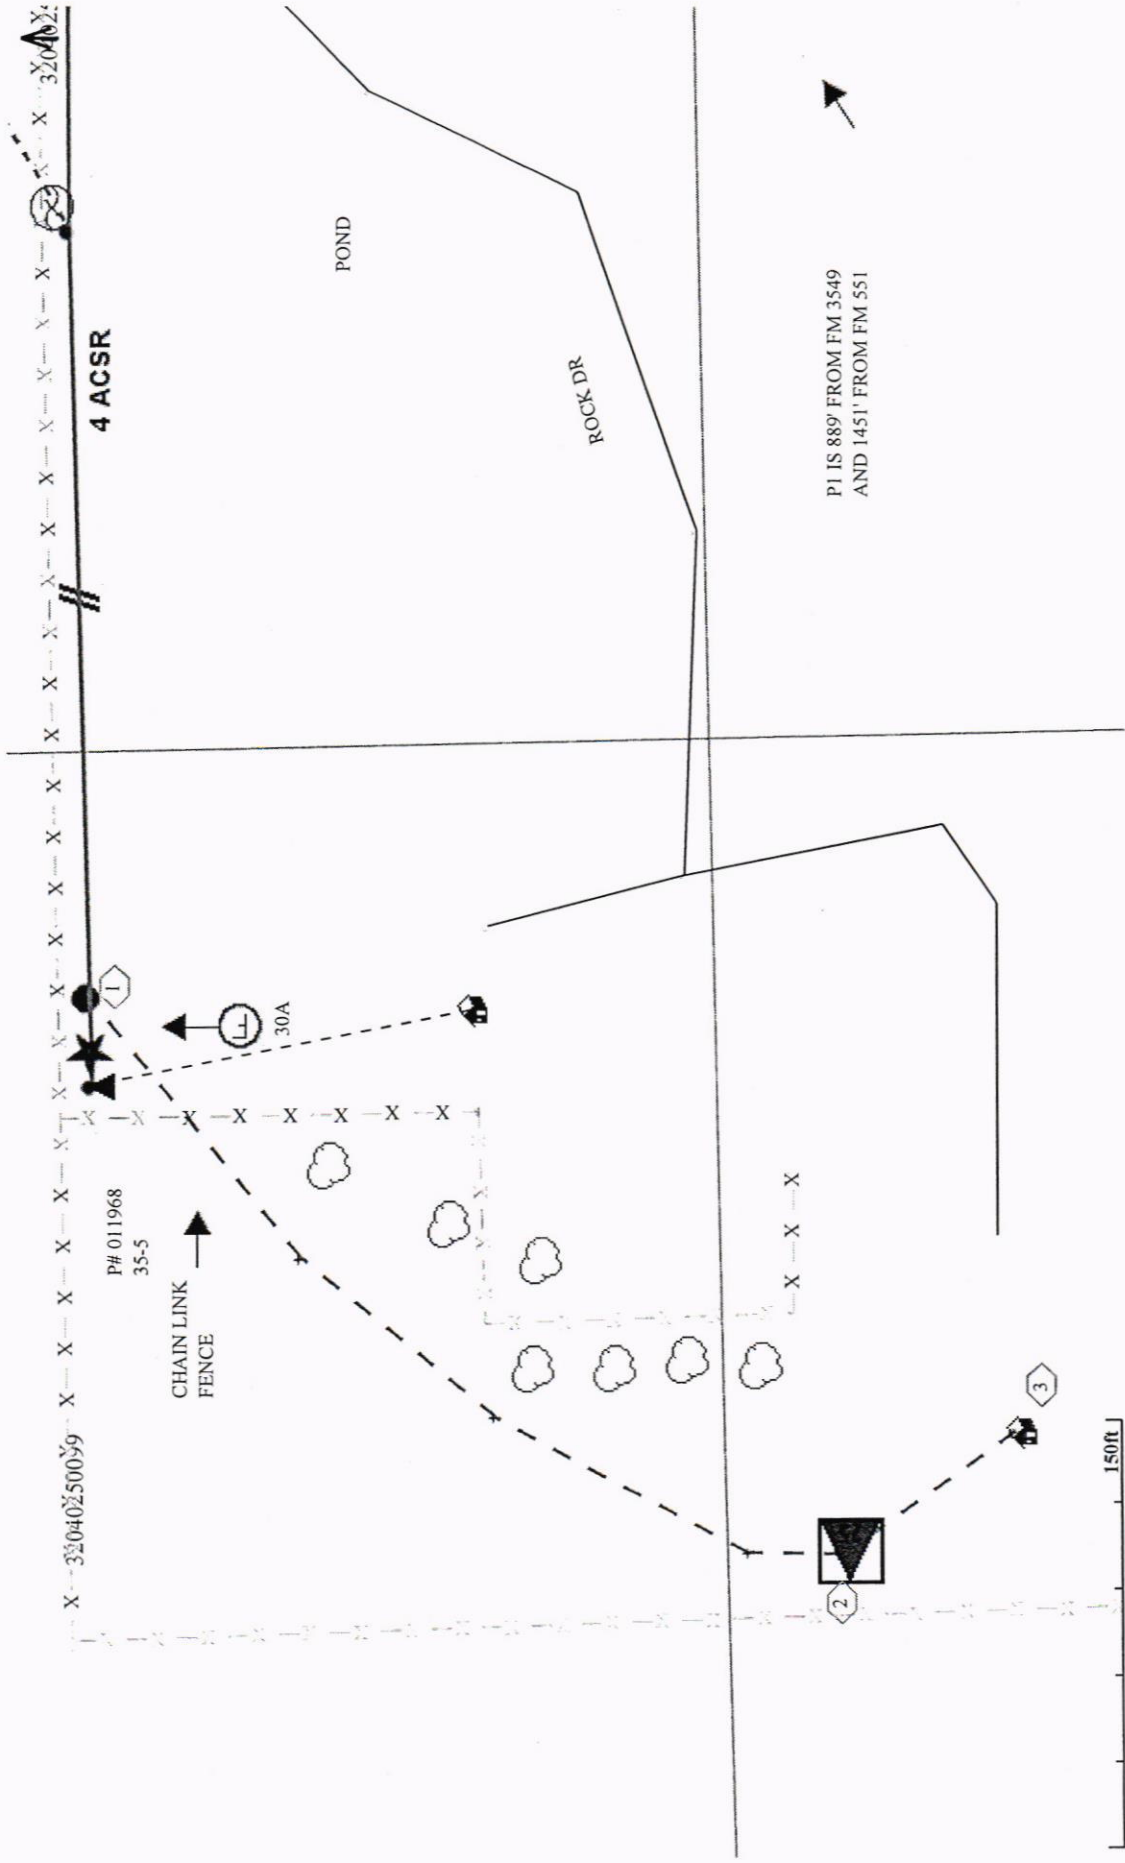 32040250099
P# 011968
35-5
4 ACSR
1
CHAIN LINK
FENCE
F
30A
POND
ROCK DR
P1 IS 889' FROM FM 3549
AND 1451' FROM FM 551
2
3
150ft